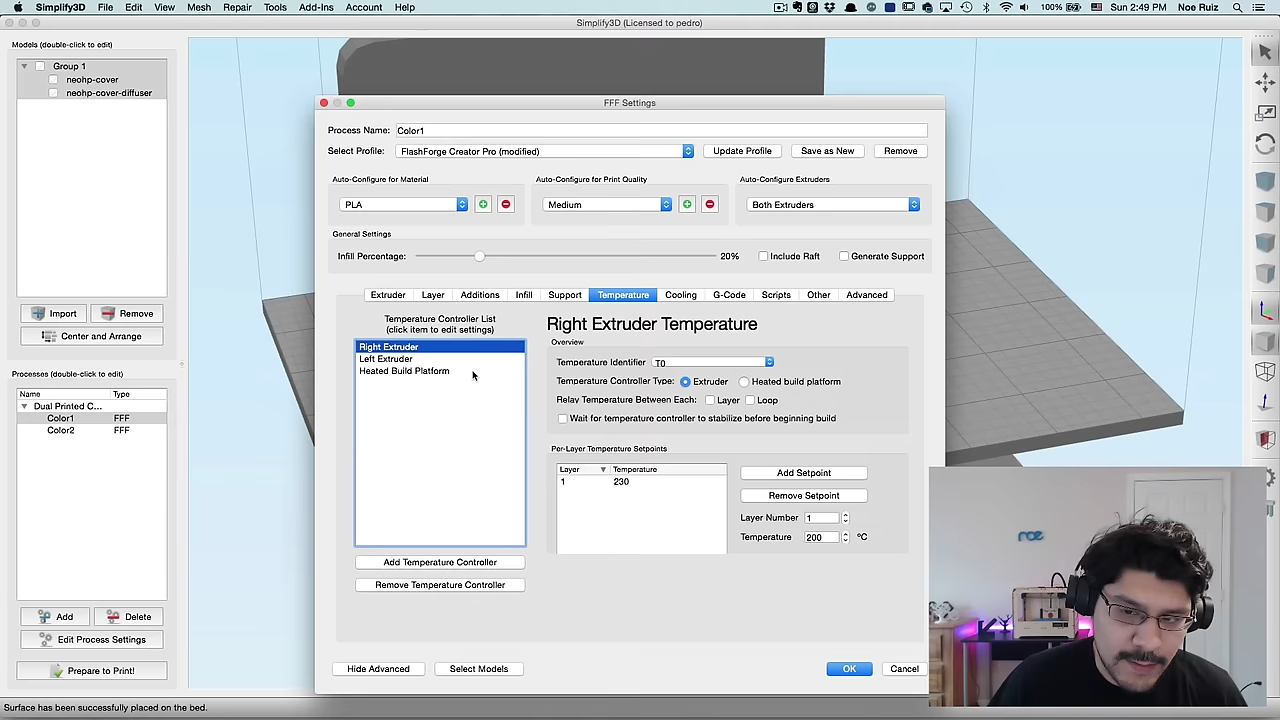 Simplify3D File Edit View Mesh Repair Tools Add-Ins Account Help 100% Sun 2:49 PM Noe Ruiz
Simplify3D (Licensed to pedro)
Models (double-click to edit)
Group 1
neohp-cover
neohp-cover-diffuser
Import Remove
Center and Arrange
Processes (double-click to edit)
Name Type
Dual Printed C...
Color1 FFF
Color2 FFF
Add Delete
Edit Process Settings
Prepare to Print!
Surface has been successfully placed on the bed.
FFF Settings
Process Name: Color1
Select Profile: FlashForge Creator Pro (modified) Update Profile Save as New Remove
Auto-Configure for Material Auto-Configure for Print Quality Auto-Configure Extruders
PLA Medium Both Extruders
General Settings
Infill Percentage: 20% Include Raft Generate Support
Extruder Layer Additions Infill Support Temperature Cooling G-Code Scripts Other Advanced
Temperature Controller List
(click item to edit settings)
Right Extruder
Left Extruder
Heated Build Platform
Add Temperature Controller
Remove Temperature Controller
Right Extruder Temperature
Overview
Temperature Identifier T0
Temperature Controller Type: Extruder Heated build platform
Relay Temperature Between Each: Layer Loop
Wait for temperature controller to stabilize before beginning build
Per-Layer Temperature Setpoints
Layer Temperature
1 230
Add Setpoint
Remove Setpoint
Layer Number 1
Temperature 200 °C
Hide Advanced Select Models OK Cancel
noe